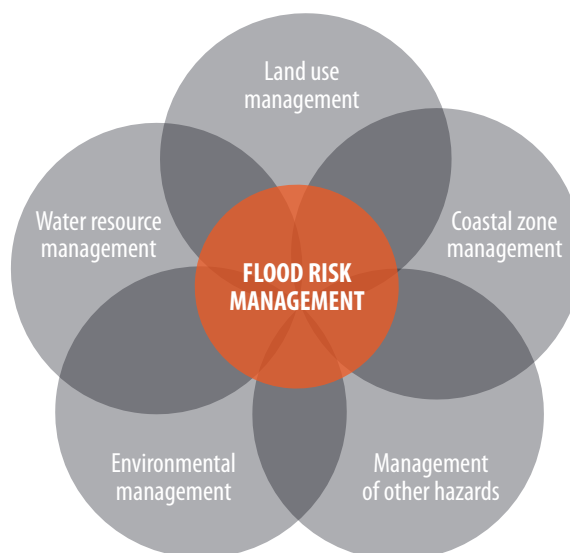 Land use
management
Water resource
management
Coastal zone
management
FLOOD RISK
MANAGEMENT
Environmental
management
Management
of other hazards